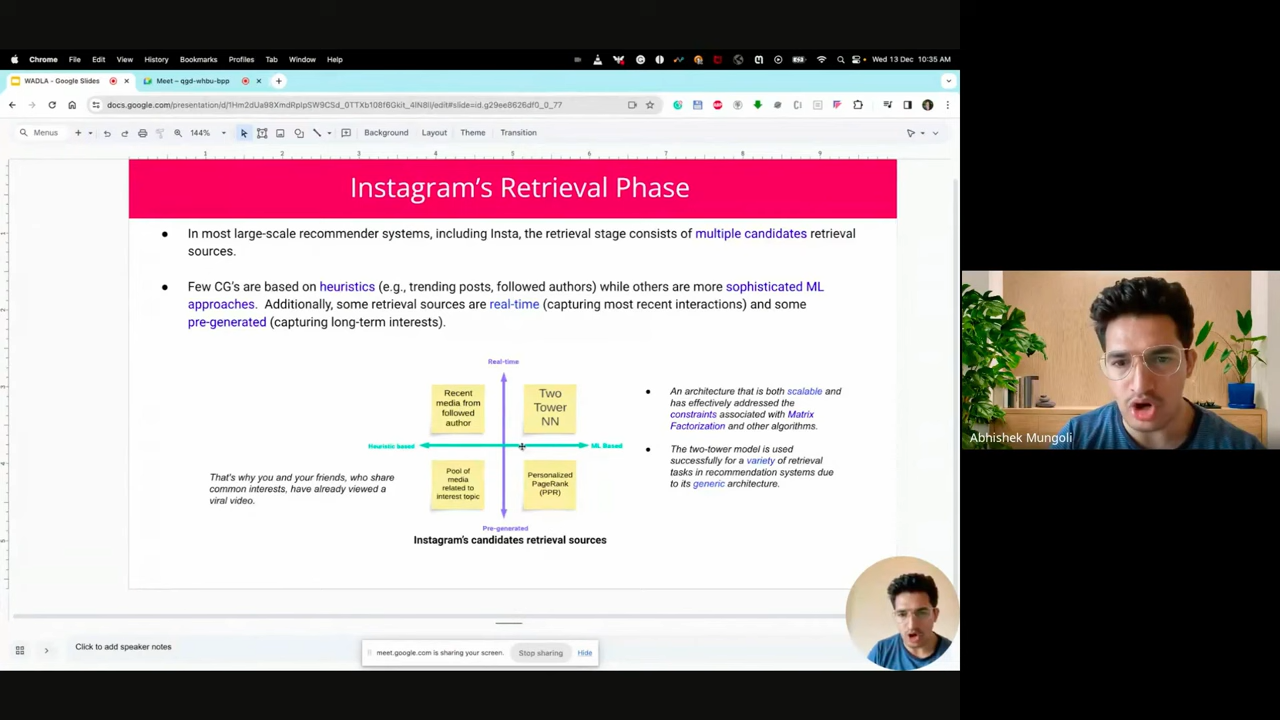 Chrome File Edit View History Bookmarks Profiles Tab Window Help Wed 13 Dec 10:35 AM
WADLA - Google Slides Meet – qgd-whbu-bpp
Menus 144% Background Layout Theme Transition
1 2 3 4 5 6 7 8 9
Instagram's Retrieval Phase
● In most large-scale recommender systems, including Insta, the retrieval stage consists of multiple candidates retrieval
sources.
● Few CG's are based on heuristics (e.g., trending posts, followed authors) while others are more sophisticated ML
approaches. Additionally, some retrieval sources are real-time (capturing most recent interactions) and some
pre-generated (capturing long-term interests).
Real-time
Recent
media from
followed
author
Two
Tower
NN
Heuristic based
ML Based
Pool of
media
related to
interest topic
Personalized
PageRank
(PPR)
Pre-generated
Instagram's candidates retrieval sources
That's why you and your friends, who share
common interests, have already viewed a
viral video.
● An architecture that is both scalable and
has effectively addressed the
constraints associated with Matrix
Factorization and other algorithms.
● The two-tower model is used
successfully for a variety of retrieval
tasks in recommendation systems due
to its generic architecture.
Abhishek Mungoli
Click to add speaker notes
meet.google.com is sharing your screen. Stop sharing Hide